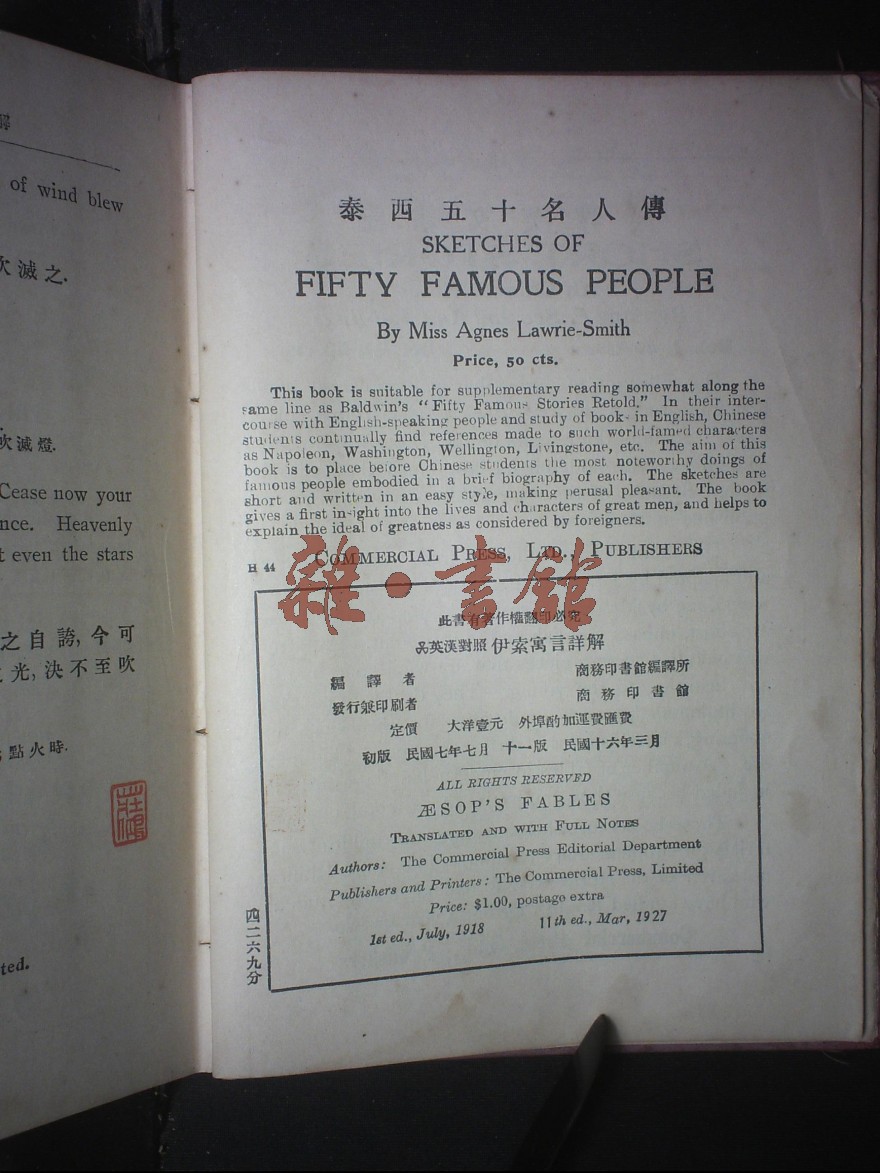 解
of wind blew
吹滅之.
吹滅燈.
Cease now your
nce. Heavenly
t even the stars
之自誇,今可
光,決不至吹
點火時.
ted.
泰西五十名人傳
SKETCHES OF
FIFTY FAMOUS PEOPLE
By Miss Agnes Lawrie-Smith
Price, 50 cts.
This book is suitable for supplementary reading somewhat along the
same line as Baldwin's "Fifty Famous Stories Retold." In their inter-
course with English-speaking people and study of books in English, Chinese
students continually find references made to such world-famed characters
as Napoleon, Washington, Wellington, Livingstone, etc. The aim of this
book is to place before Chinese students the most noteworthy doings of
famous people embodied in a brief biography of each. The sketches are
short and written in an easy style, making perusal pleasant. The book
gives a first insight into the lives and characters of great men, and helps to
explain the ideal of greatness as considered by foreigners.
H 44 COMMERCIAL PRESS, LTD., PUBLISHERS
雜·書館
此書有著作權翻印必究
英漢對照 伊索寓言詳解
編譯者 商務印書館編譯所
發行兼印刷者 商務印書館
定價 大洋壹元 外埠酌加運費匯費
初版 民國七年七月 十一版 民國十六年三月
ALL RIGHTS RESERVED
ÆSOP'S FABLES
TRANSLATED AND WITH FULL NOTES
Authors: The Commercial Press Editorial Department
Publishers and Printers: The Commercial Press, Limited
Price: $1.00, postage extra
1st ed., July, 1918 11th ed., Mar, 1927
四二六九分